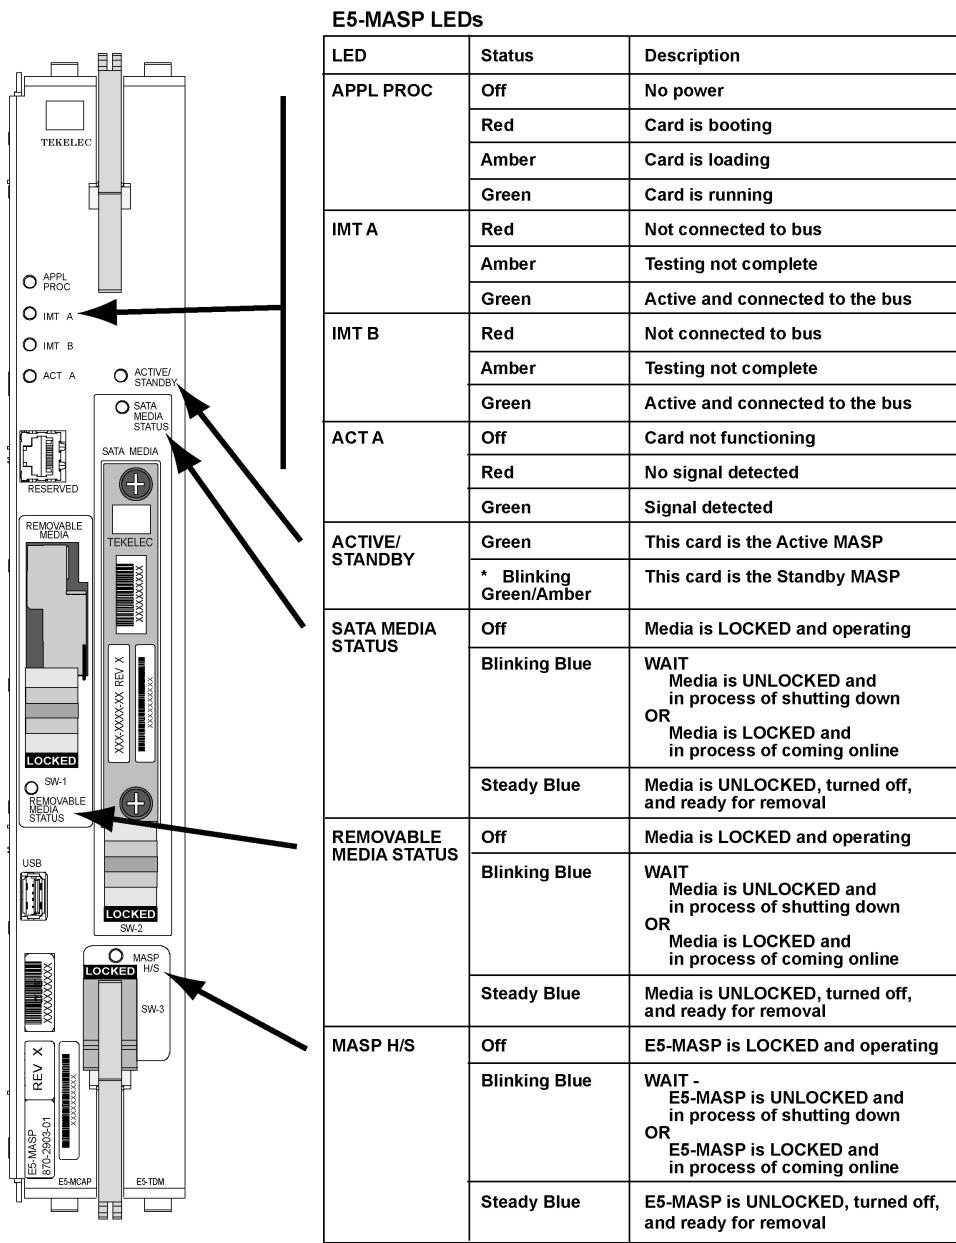 E5-MASP LEDs
LED Status Description
APPL PROC Off No power
Red Card is booting
Amber Card is loading
Green Card is running
IMT A Red Not connected to bus
Amber Testing not complete
Green Active and connected to the bus
IMT B Red Not connected to bus
Amber Testing not complete
Green Active and connected to the bus
ACT A Off Card not functioning
Red No signal detected
Green Signal detected
ACTIVE/
STANDBY
Green This card is the Active MASP
* Blinking
Green/Amber
This card is the Standby MASP
SATA MEDIA
STATUS
Off Media is LOCKED and operating
Blinking Blue WAIT
Media is UNLOCKED and
in process of shutting down
OR
Media is LOCKED and
in process of coming online
Steady Blue Media is UNLOCKED, turned off,
and ready for removal
REMOVABLE
MEDIA STATUS
Off Media is LOCKED and operating
Blinking Blue WAIT
Media is UNLOCKED and
in process of shutting down
OR
Media is LOCKED and
in process of coming online
Steady Blue Media is UNLOCKED, turned off,
and ready for removal
MASP H/S Off E5-MASP is LOCKED and operating
Blinking Blue WAIT -
E5-MASP is UNLOCKED and
in process of shutting down
OR
E5-MASP is LOCKED and
in process of coming online
Steady Blue E5-MASP is UNLOCKED, turned off,
and ready for removal
TEKELEC
APPL
PROC
IMT A
IMT B
ACT A
ACTIVE/
STANDBY
SATA
MEDIA
STATUS
SATA MEDIA
RESERVED
REMOVABLE
MEDIA
TEKELEC
XXXXXXXXXX
XXX-XXXX-XX REV X
XXXXXXXXXX
LOCKED
SW-1
REMOVABLE
MEDIA
STATUS
USB
LOCKED
SW-2
MASP
H/S
LOCKED
SW-3
XXXXXXXXXX
REV X
E5-MASP
870-2903-01
XXXXXXXXXX
E5-MCAP
E5-TDM